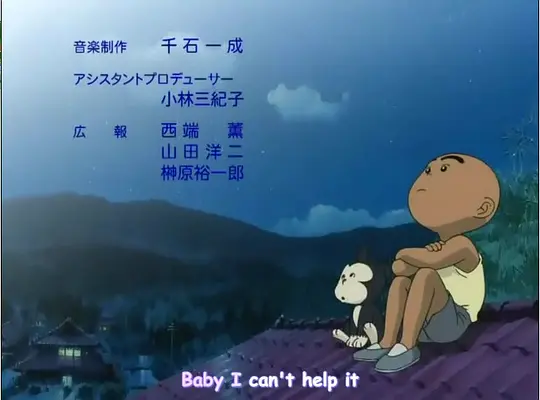 音楽制作 千石一成
アシスタントプロデューサー
小林三紀子
広報 西端 薫
山田洋二
榊原裕一郎
Baby I can't help it